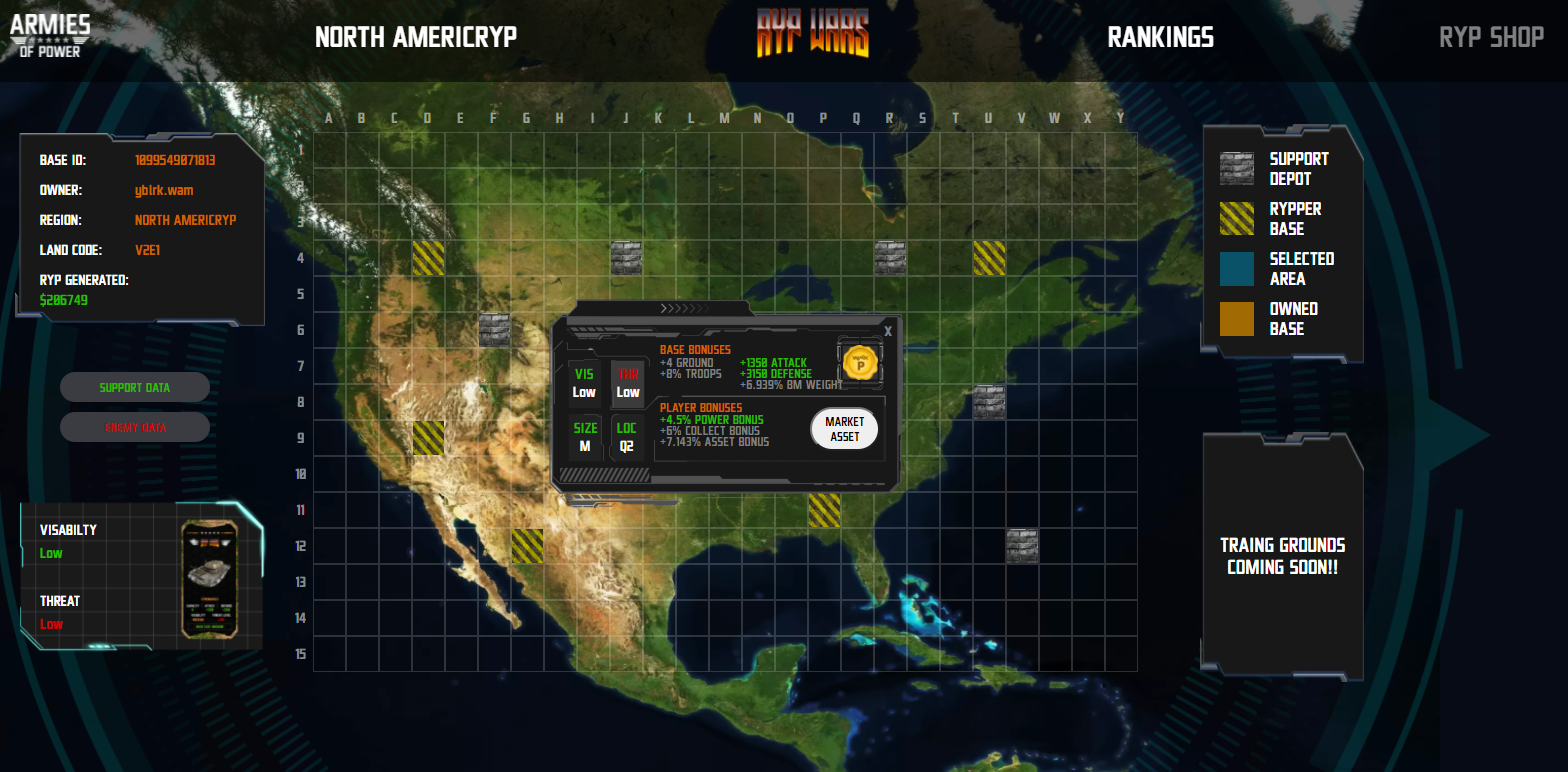 ARMIES
OF POWER
NORTH AMERICRYP
RYP WARS
RANKINGS
RYP SHOP
A B C D E F G H I J K L M N O P Q R S T U V W X Y
1
3
4
5
6
7
8
9
10
11
12
13
14
15
BASE ID: 1099549071813
OWNER: yblrk.wam
REGION: NORTH AMERICRYP
LAND CODE: V2E1
RYP GENERATED:
$206749
SUPPORT DATA
ENEMY DATA
VISABILTY
Low
THREAT
Low
X
VIS
Low
THR
Low
SIZE
M
LOC
Q2
BASE BONUSES
+4 GROUND
+8% TROOPS
+1350 ATTACK
+3150 DEFENSE
+6.939% BM WEIGHT
P
PLAYER BONUSES
+4.5% POWER BONUS
+6% COLLECT BONUS
+7.143% ASSET BONUS
MARKET
ASSET
SUPPORT
DEPOT
RYPPER
BASE
SELECTED
AREA
OWNED
BASE
TRAING GROUNDS
COMING SOON!!